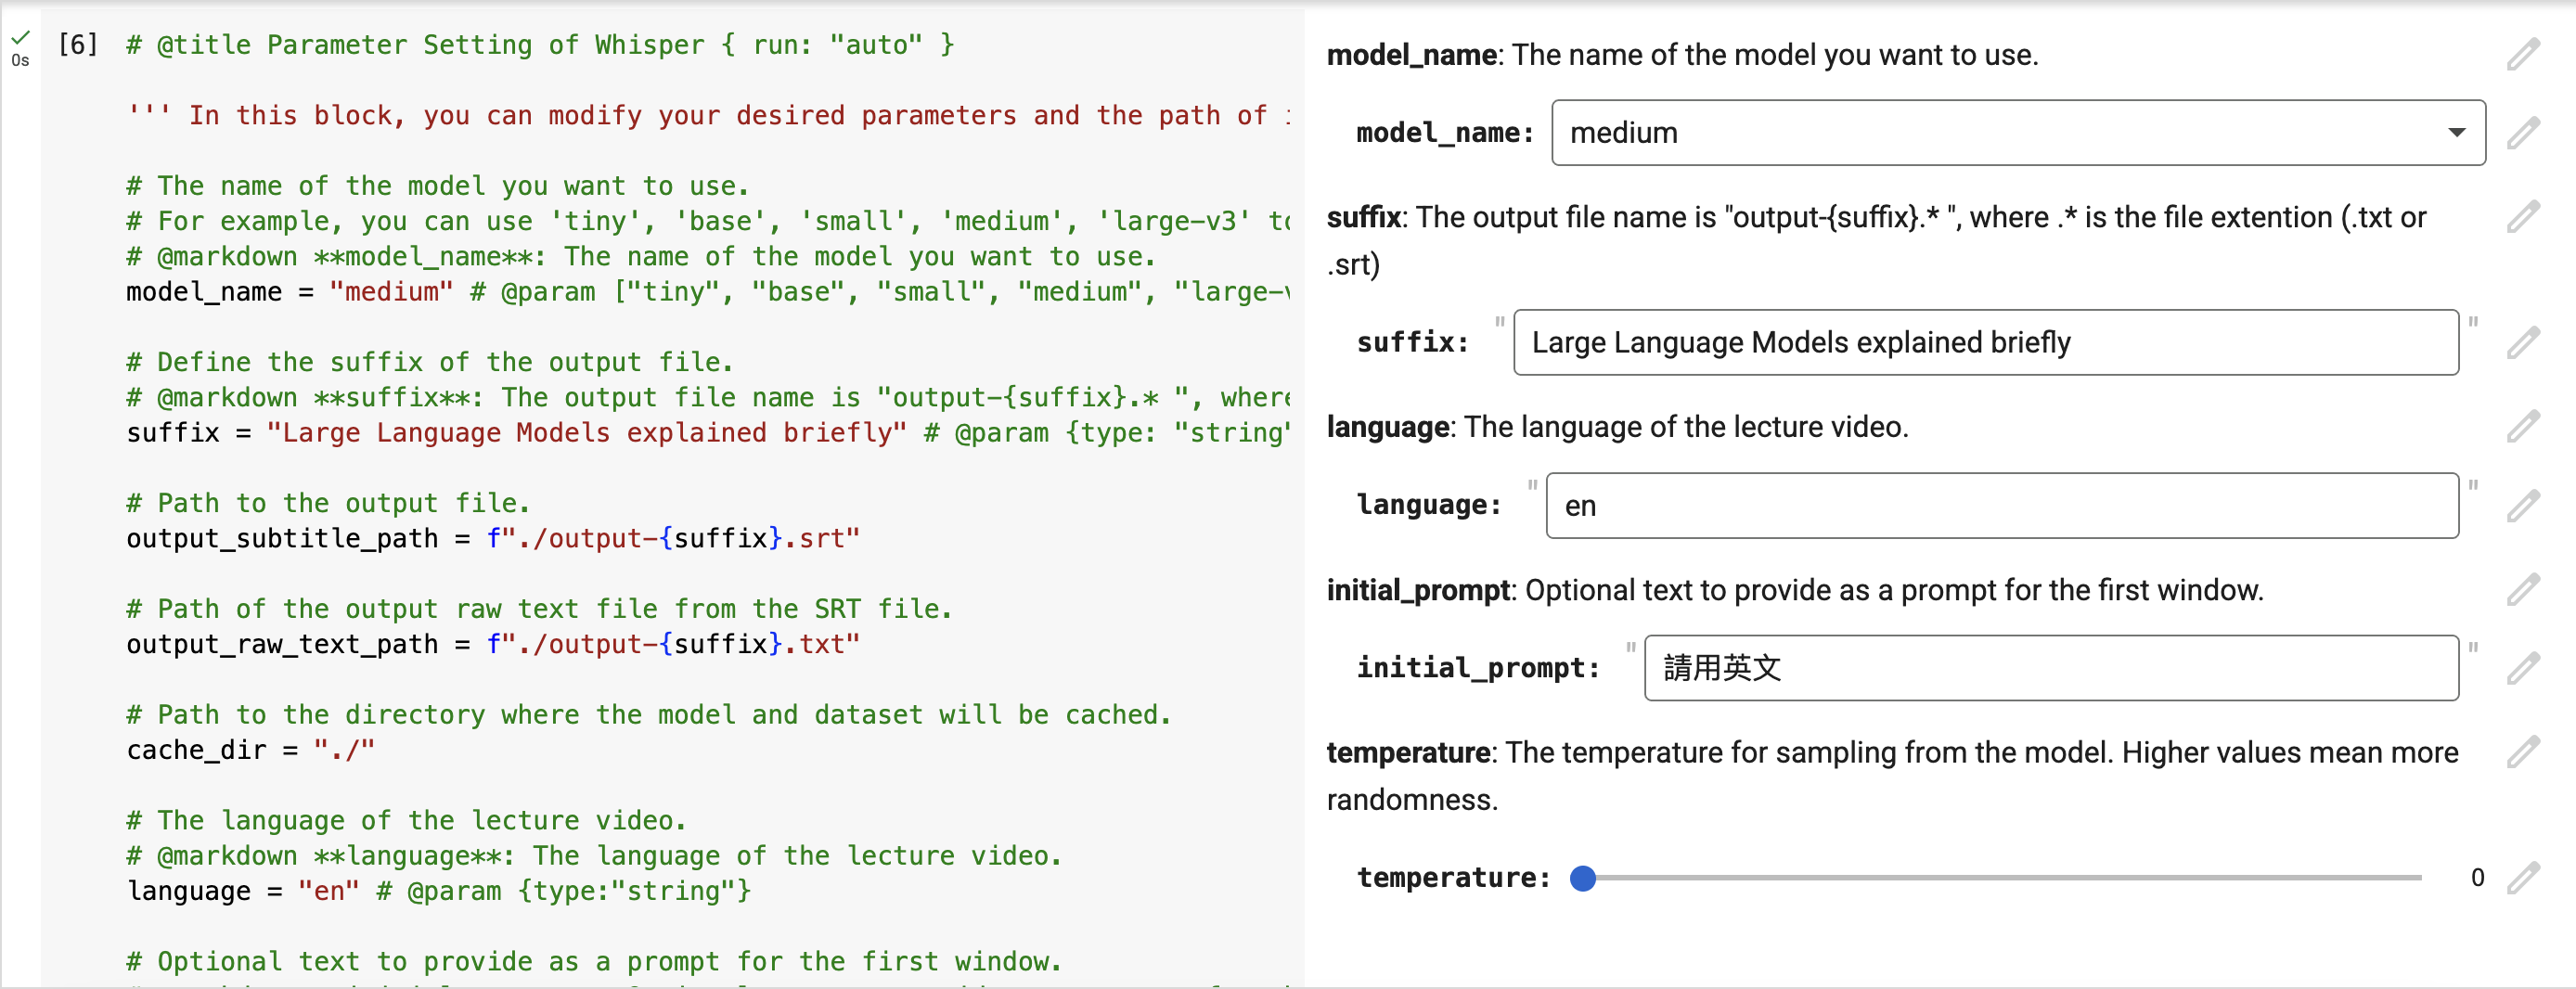 [6] # @title Parameter Setting of Whisper { run: "auto" }
0s
''' In this block, you can modify your desired parameters and the path of
# The name of the model you want to use.
# For example, you can use 'tiny', 'base', 'small', 'medium', 'large-v3' to
# @markdown **model_name**: The name of the model you want to use.
model_name = "medium" # @param ["tiny", "base", "small", "medium", "large-v
# Define the suffix of the output file.
# @markdown **suffix**: The output file name is "output-{suffix}.* ", where
suffix = "Large Language Models explained briefly" # @param {type: "string"
# Path to the output file.
output_subtitle_path = f"./output-{suffix}.srt"
# Path of the output raw text file from the SRT file.
output_raw_text_path = f"./output-{suffix}.txt"
# Path to the directory where the model and dataset will be cached.
cache_dir = "./"
# The language of the lecture video.
# @markdown **language**: The language of the lecture video.
language = "en" # @param {type:"string"}
# Optional text to provide as a prompt for the first window.
model_name: The name of the model you want to use.
model_name: medium
suffix: The output file name is "output-{suffix}.* ", where .* is the file extention (.txt or
.srt)
suffix: " Large Language Models explained briefly "
language: The language of the lecture video.
language: " en "
initial_prompt: Optional text to provide as a prompt for the first window.
initial_prompt: " 請用英文 "
temperature: The temperature for sampling from the model. Higher values mean more
randomness.
temperature: 0